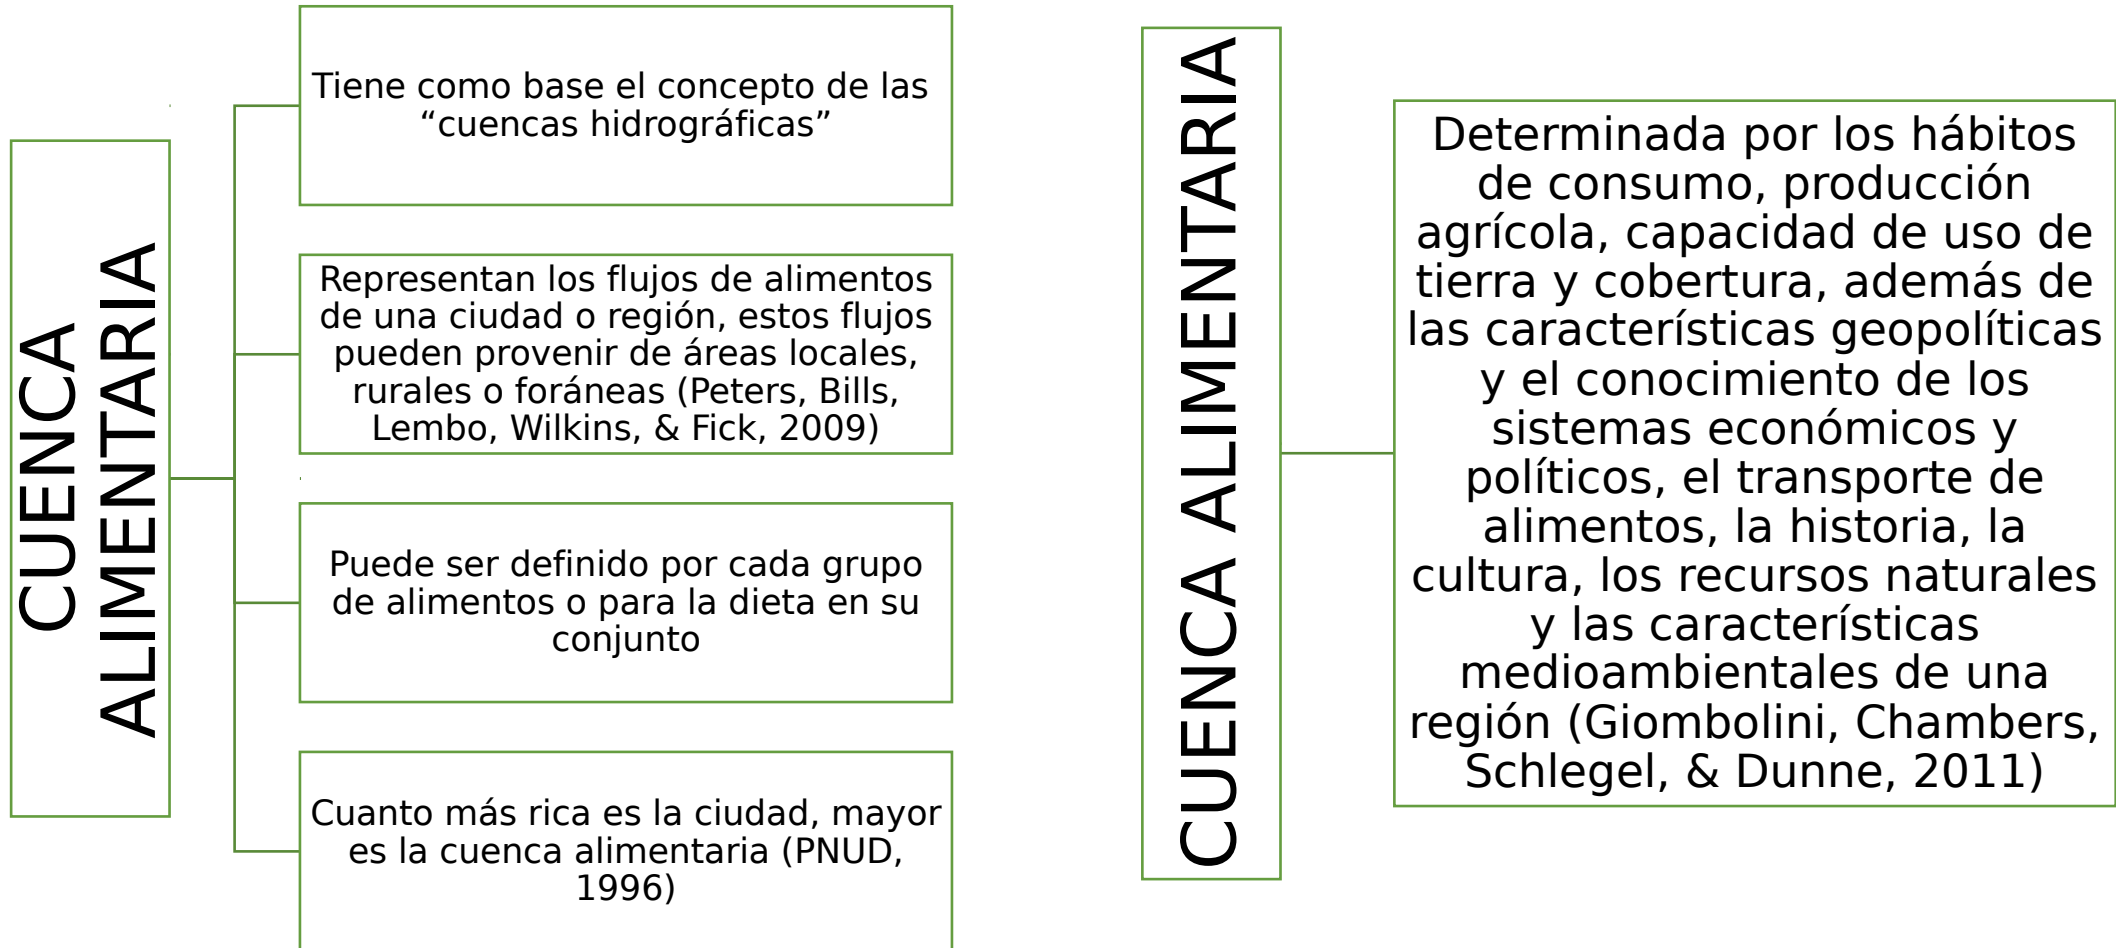 CUENCA
ALIMENTARIA
Tiene como base el concepto de las
“cuencas hidrográficas”
Representan los flujos de alimentos
de una ciudad o región, estos flujos
pueden provenir de áreas locales,
rurales o foráneas (Peters, Bills,
Lembo, Wilkins, & Fick, 2009)
Puede ser definido por cada grupo
de alimentos o para la dieta en su
conjunto
Cuanto más rica es la ciudad, mayor
es la cuenca alimentaria (PNUD,
1996)
CUENCA ALIMENTARIA
Determinada por los hábitos
de consumo, producción
agrícola, capacidad de uso de
tierra y cobertura, además de
las características geopolíticas
y el conocimiento de los
sistemas económicos y
políticos, el transporte de
alimentos, la historia, la
cultura, los recursos naturales
y las características
medioambientales de una
región (Giombolini, Chambers,
Schlegel, & Dunne, 2011)